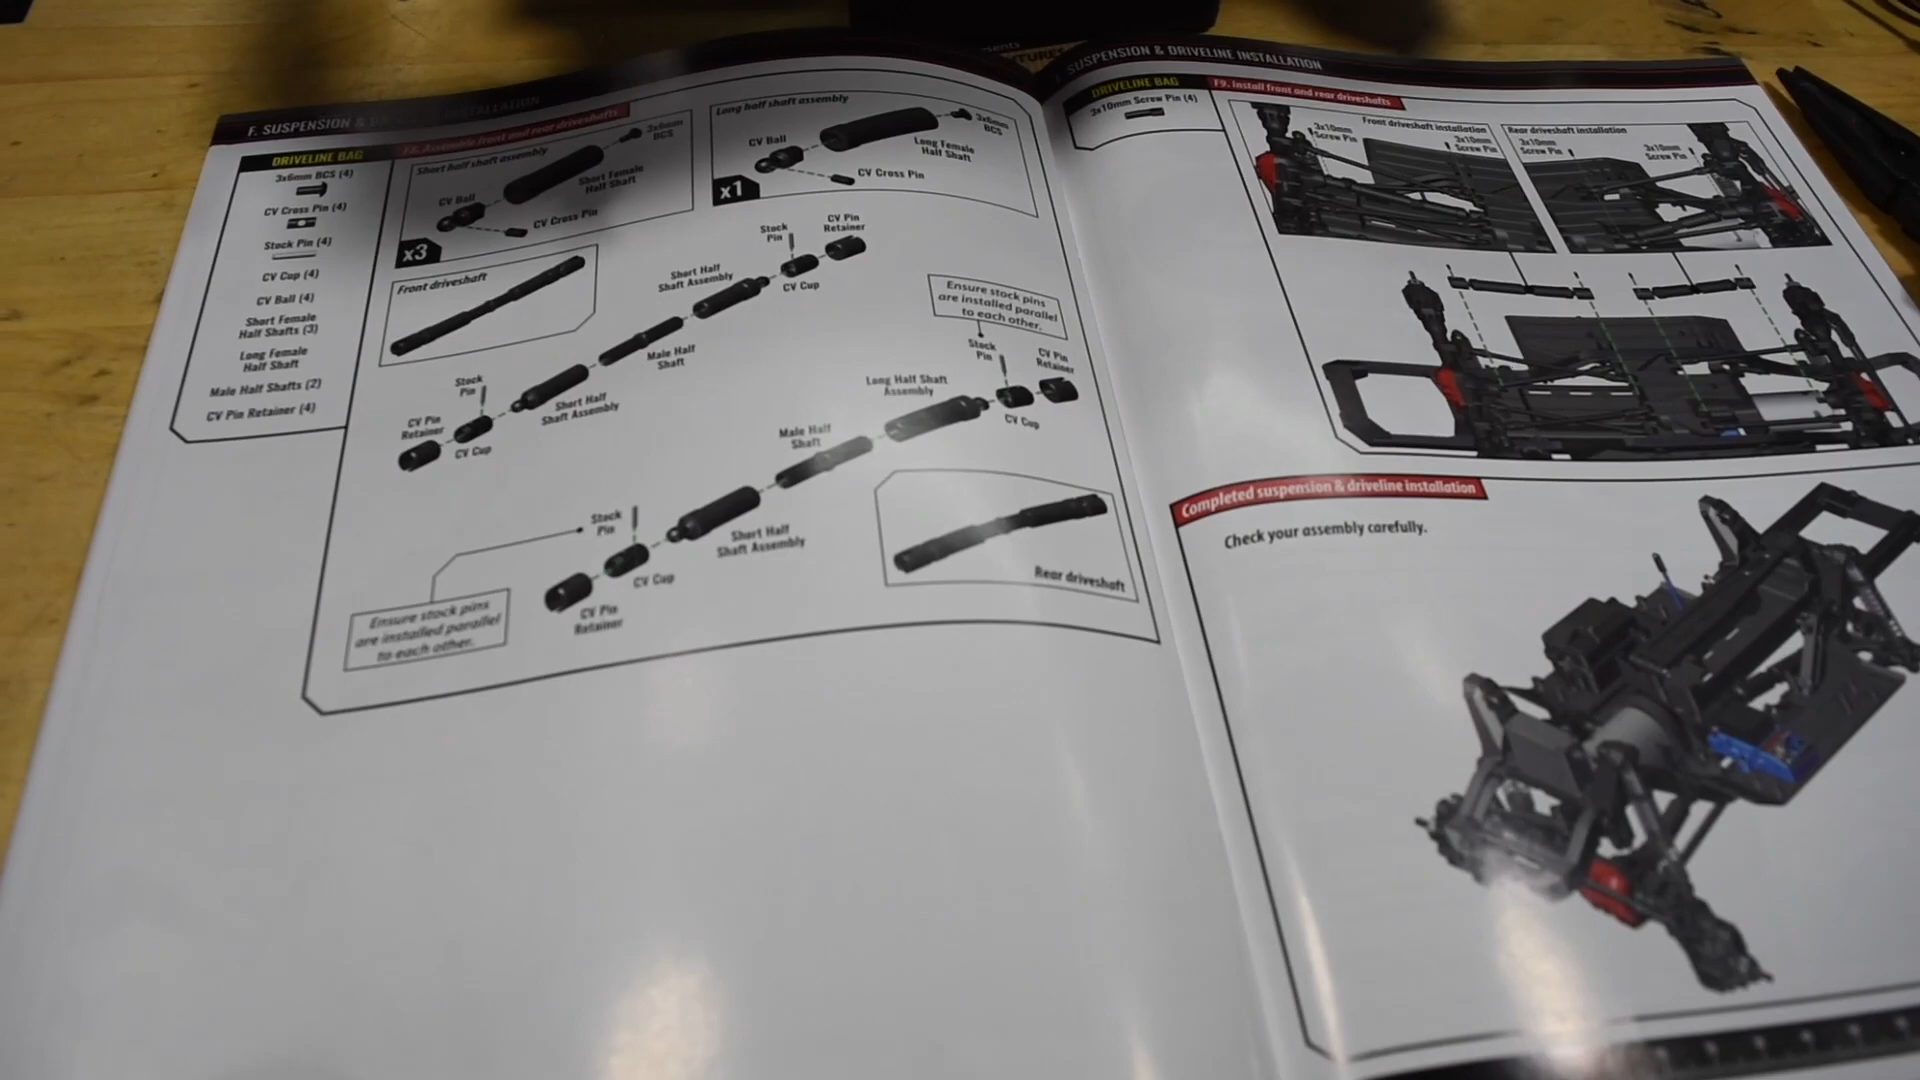 F. SUSPENSION & DRIVELINE INSTALLATION
DRIVELINE BAG
3x6mm BCS (4)
CV Cross Pin (4)
Stock Pin (4)
CV Cup (4)
CV Ball (4)
Short Female
Half Shafts (3)
Long Female
Half Shaft
Male Half Shafts (2)
CV Pin Retainer (4)
F8. Assemble front and rear driveshafts
Short half shaft assembly
3x6mm
BCS
CV Ball
Short Female
Half Shaft
CV Cross Pin
x3
Long half shaft assembly
3x6mm
BCS
CV Ball
Long Female
Half Shaft
CV Cross Pin
x1
Front driveshaft
Stock
Pin
CV Pin
Retainer
Short Half
Shaft Assembly
CV Cup
Male Half
Shaft
Stock
Pin
Short Half
Shaft Assembly
CV Pin
Retainer
CV Cup
Ensure stock pins
are installed parallel
to each other.
Stock
Pin
CV Pin
Retainer
Long Half Shaft
Assembly
CV Cup
Male Half
Shaft
Stock
Pin
Short Half
Shaft Assembly
CV Cup
CV Pin
Retainer
Ensure stock pins
are installed parallel
to each other.
Rear driveshaft
SUSPENSION & DRIVELINE INSTALLATION
DRIVELINE BAG
3x10mm Screw Pin (4)
F9. Install front and rear driveshafts
Front driveshaft installation
3x10mm
Screw Pin
3x10mm
Screw Pin
Rear driveshaft installation
3x10mm
Screw Pin
3x10mm
Screw Pin
Completed suspension & driveline installation
Check your assembly carefully.